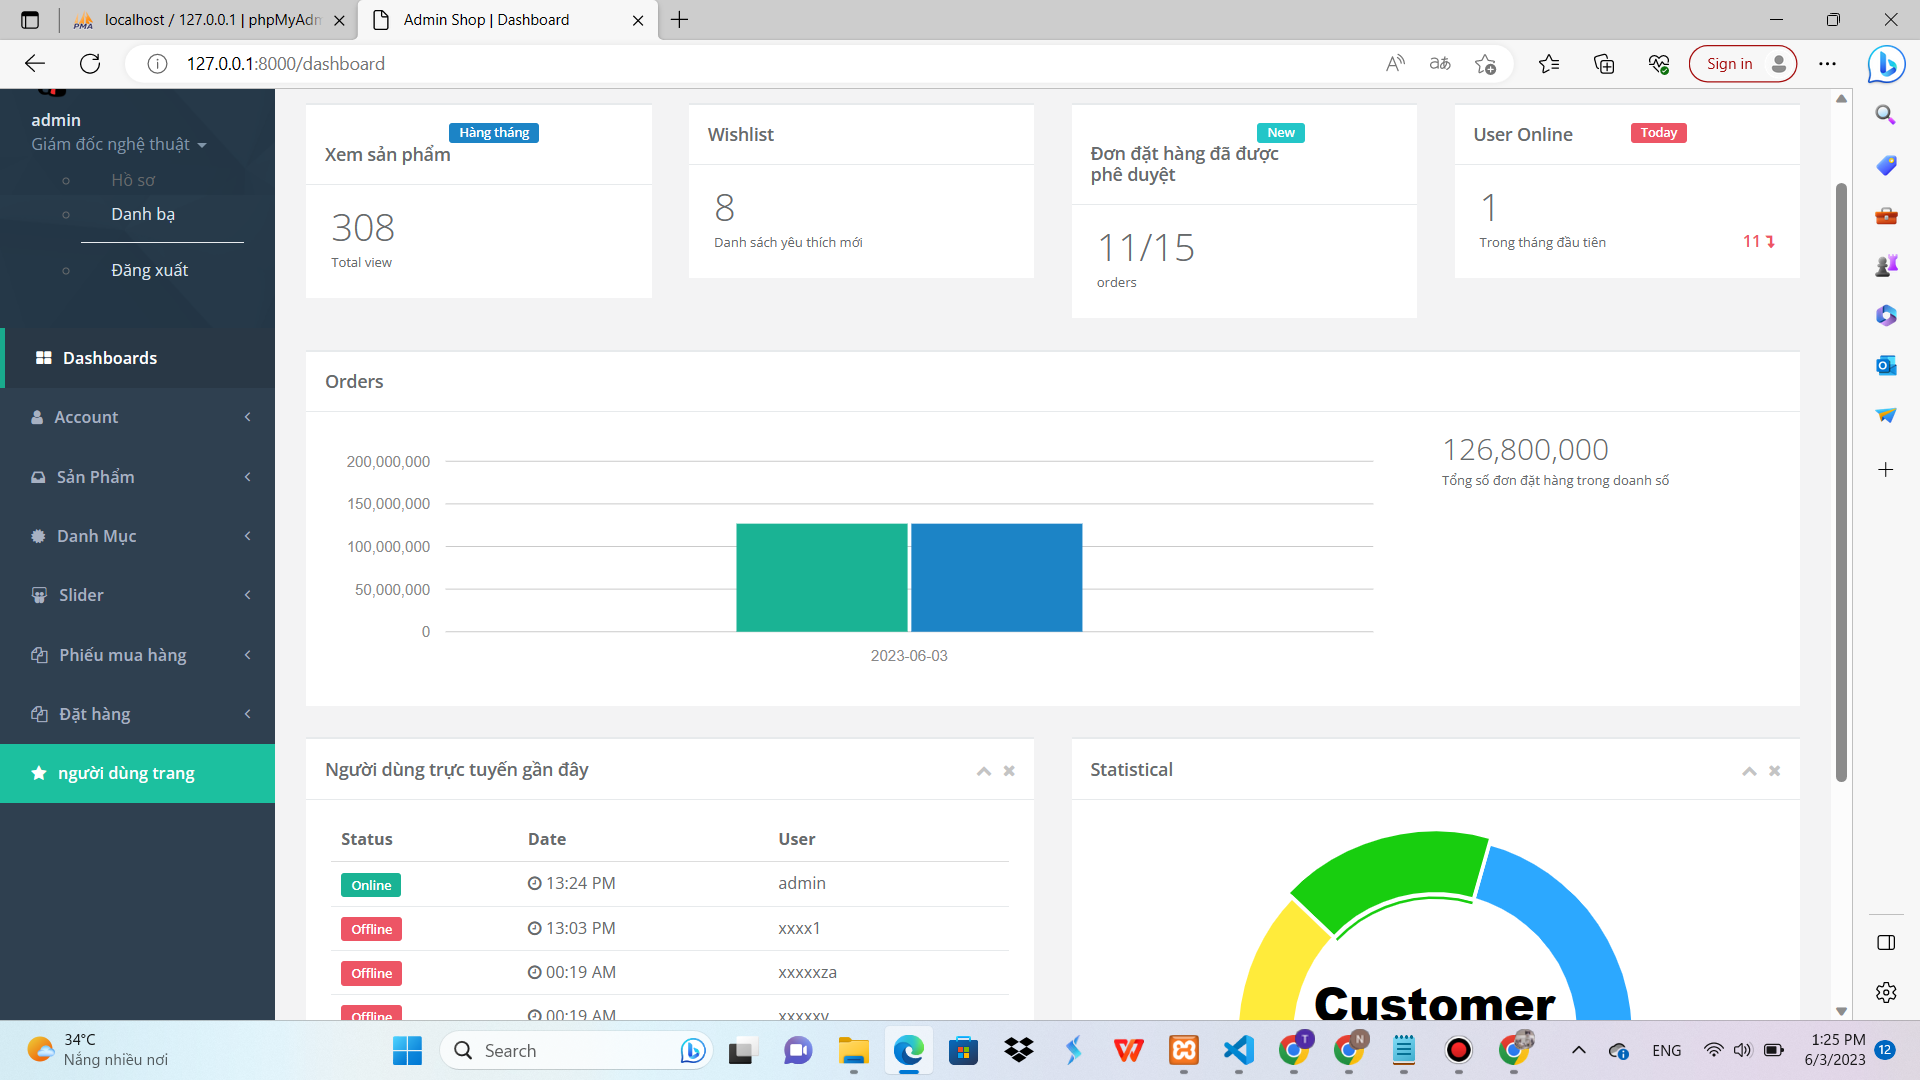 localhost / 127.0.0.1 | phpMyAdm
Admin Shop | Dashboard
127.0.0.1:8000/dashboard
Sign in
admin
Giám đốc nghệ thuật
Hồ sơ
Danh bạ
Đăng xuất
Dashboards
Account
Sản Phẩm
Danh Mục
Slider
Phiếu mua hàng
Đặt hàng
người dùng trang
Hàng tháng
Xem sản phẩm
308
Total view
Wishlist
8
Danh sách yêu thích mới
New
Đơn đặt hàng đã được
phê duyệt
11/15
orders
User Online
Today
1
Trong tháng đầu tiên
11
Orders
200,000,000
150,000,000
100,000,000
50,000,000
0
2023-06-03
126,800,000
Tổng số đơn đặt hàng trong doanh số
Người dùng trực tuyến gần đây
Status Date User
Online 13:24 PM admin
Offline 13:03 PM xxxx1
Offline 00:19 AM xxxxxza
Offline 00:19 AM xxxxxy
Statistical
Customer
34°C
Nắng nhiều nơi
Search
ENG
1:25 PM
6/3/2023
12